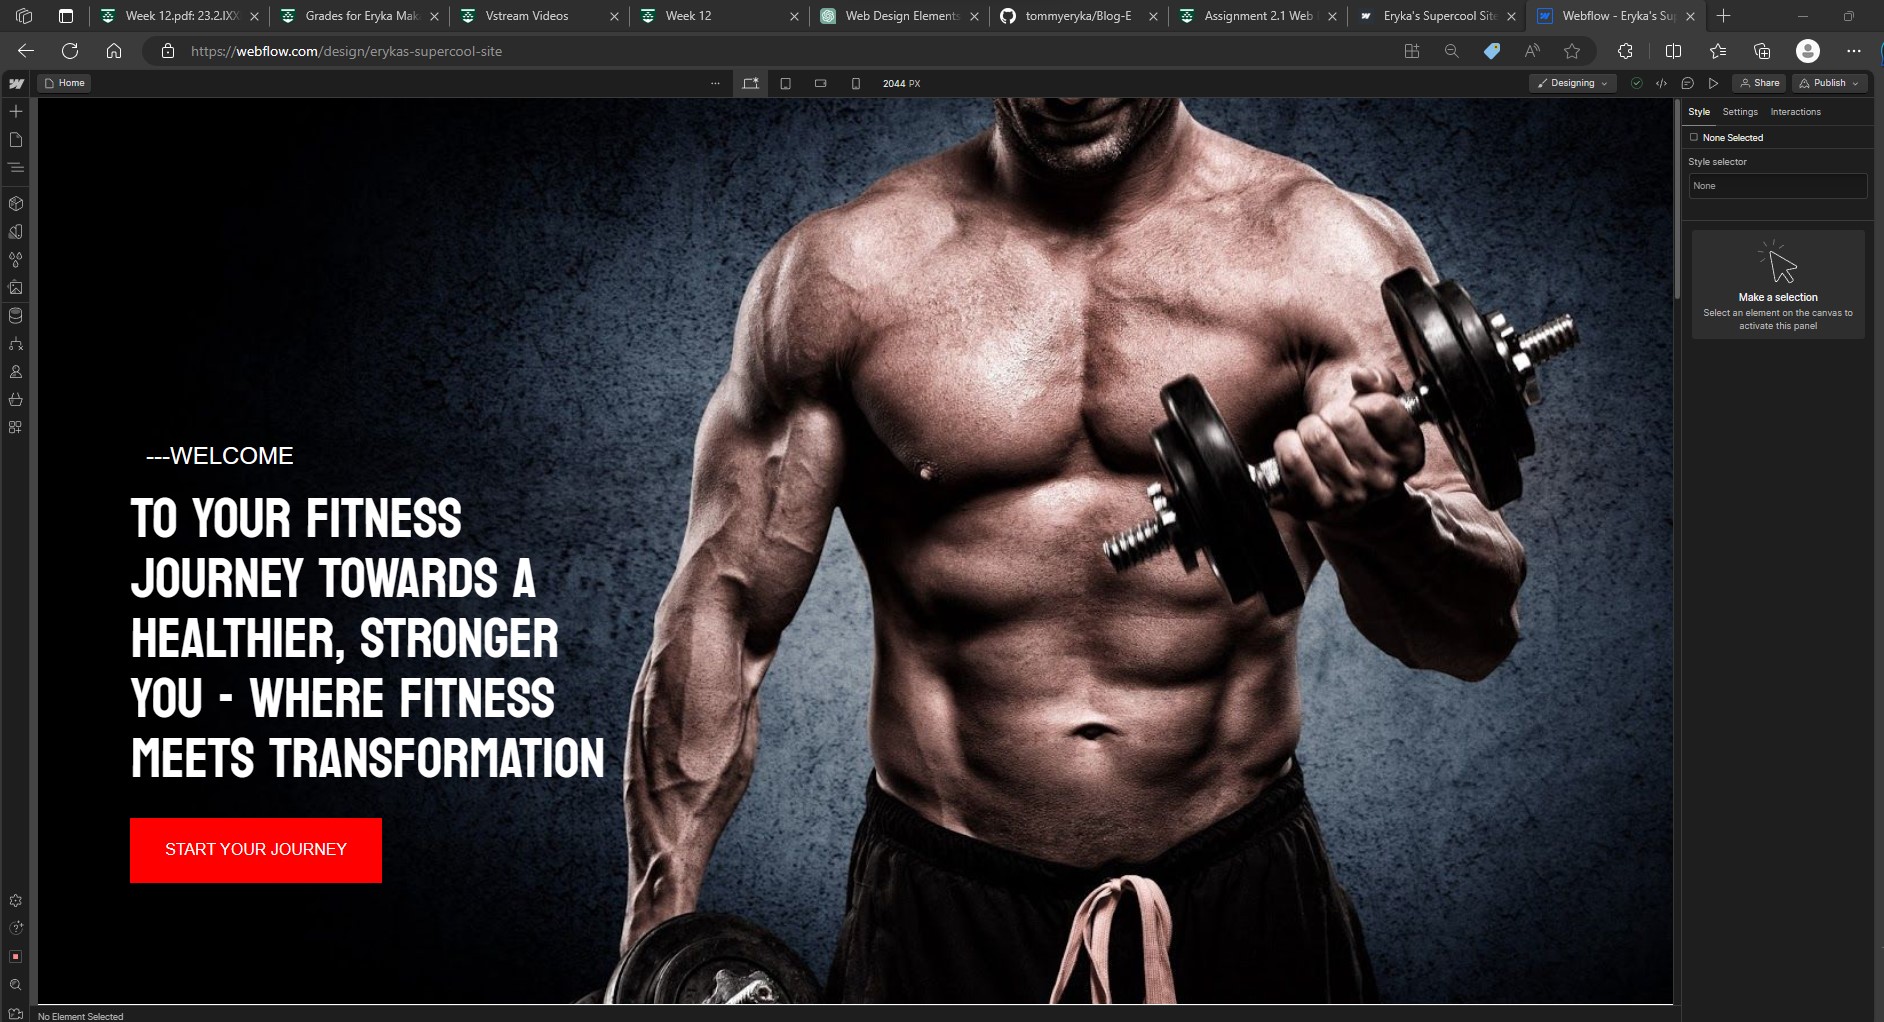 Week 12.pdf: 23.2.IXX
Grades for Eryka Mak
Vstream Videos
Week 12
Web Design Elements
tommyeryka/Blog-E
Assignment 2.1 Web
Eryka's Supercool Site
Webflow - Eryka's Su
https://webflow.com/design/erykas-supercool-site
Home
2044 PX
Designing
Share
Publish
Style Settings Interactions
None Selected
Style selector
None
Make a selection
Select an element on the canvas to
activate this panel
---WELCOME
TO YOUR FITNESS
JOURNEY TOWARDS A
HEALTHIER, STRONGER
YOU - WHERE FITNESS
MEETS TRANSFORMATION
START YOUR JOURNEY
No Element Selected